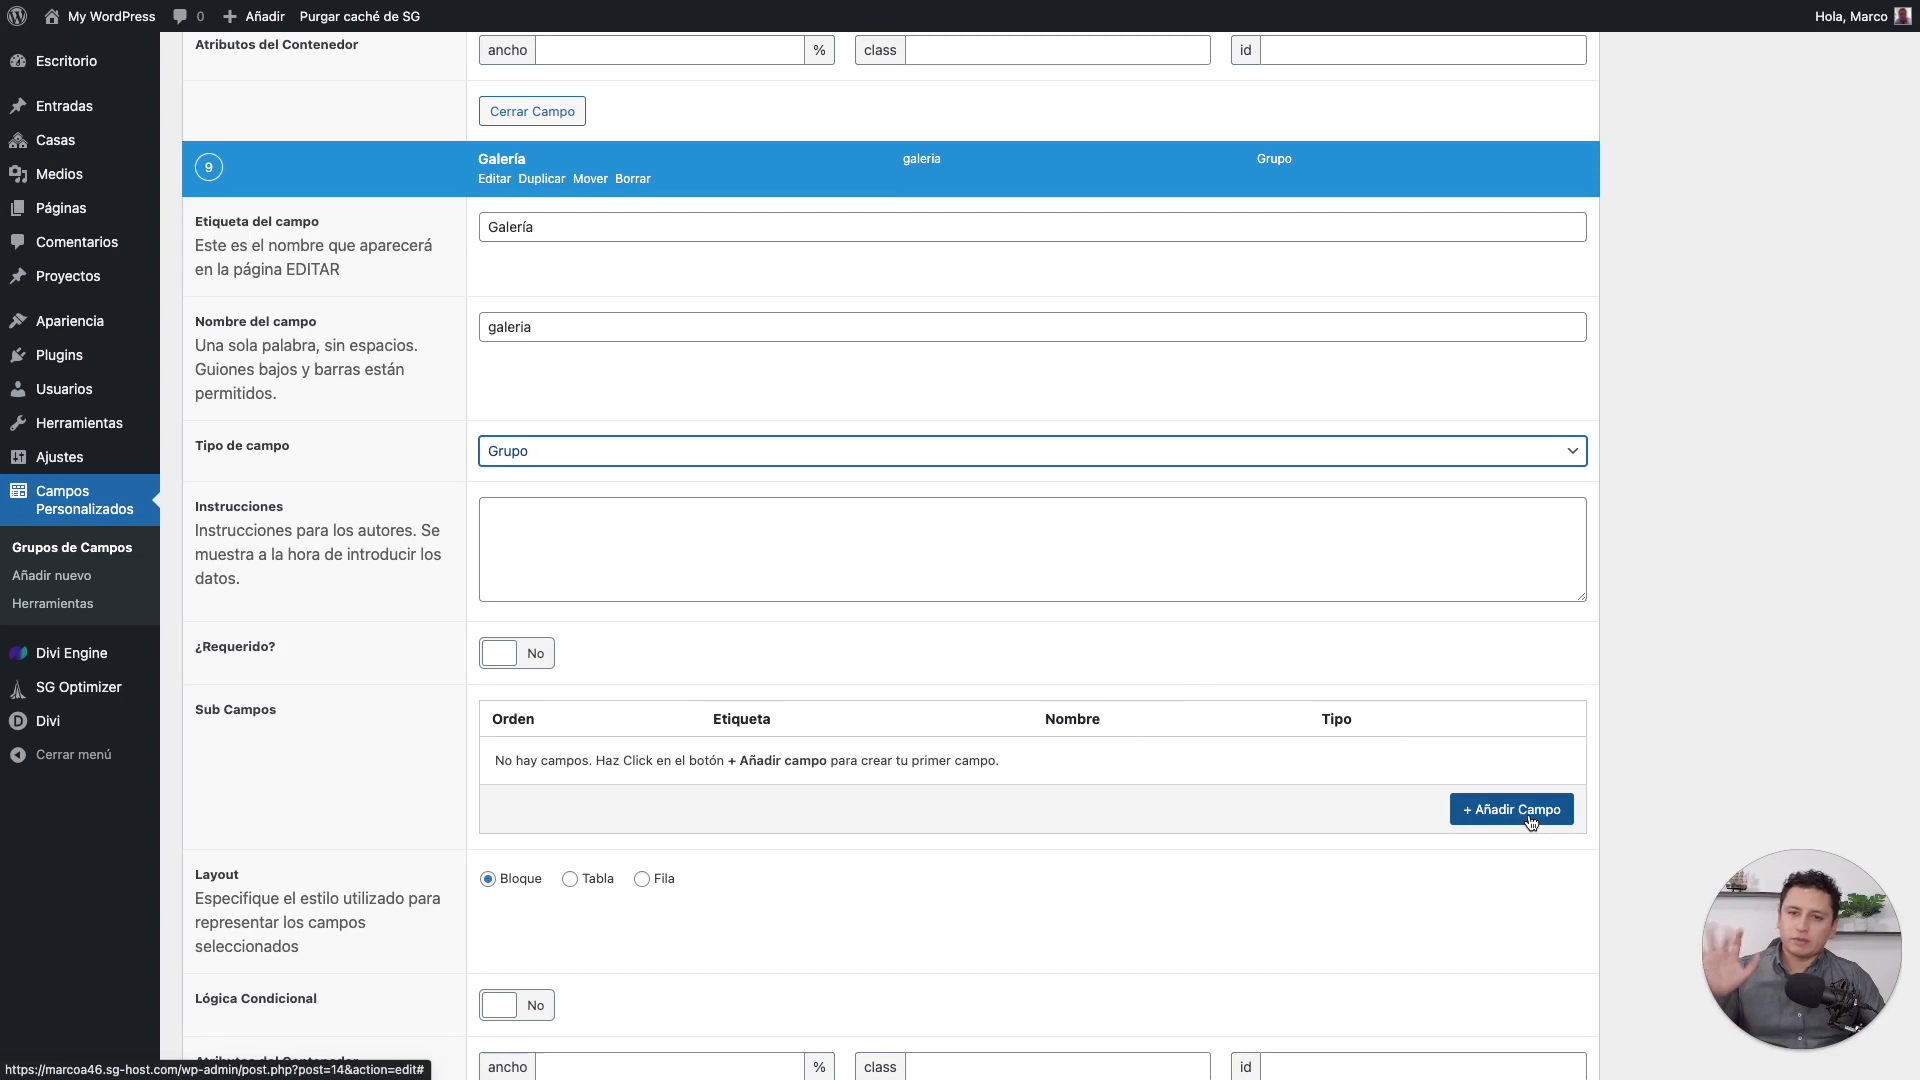 My WordPress
0
Añadir
Purgar caché de SG
Hola, Marco
Escritorio
Entradas
Casas
Medios
Páginas
Comentarios
Proyectos
Apariencia
Plugins
Usuarios
Herramientas
Ajustes
Campos
Personalizados
Grupos de Campos
Añadir nuevo
Herramientas
Divi Engine
SG Optimizer
D Divi
Cerrar menú
Atributos del Contenedor
ancho % class id
Cerrar Campo
9 Galería galeria Grupo
Editar Duplicar Mover Borrar
Etiqueta del campo
Este es el nombre que aparecerá
en la página EDITAR
Galería
Nombre del campo
Una sola palabra, sin espacios.
Guiones bajos y barras están
permitidos.
galeria
Tipo de campo
Grupo
Instrucciones
Instrucciones para los autores. Se
muestra a la hora de introducir los
datos.
¿Requerido?
No
Sub Campos
Orden Etiqueta Nombre Tipo
No hay campos. Haz Click en el botón + Añadir campo para crear tu primer campo.
+ Añadir Campo
Layout
Especifique el estilo utilizado para
representar los campos
seleccionados
Bloque Tabla Fila
Lógica Condicional
No
Atributos del Contenedor
ancho % class id
https://marcoa46.sg-host.com/wp-admin/post.php?post=14&action=edit#